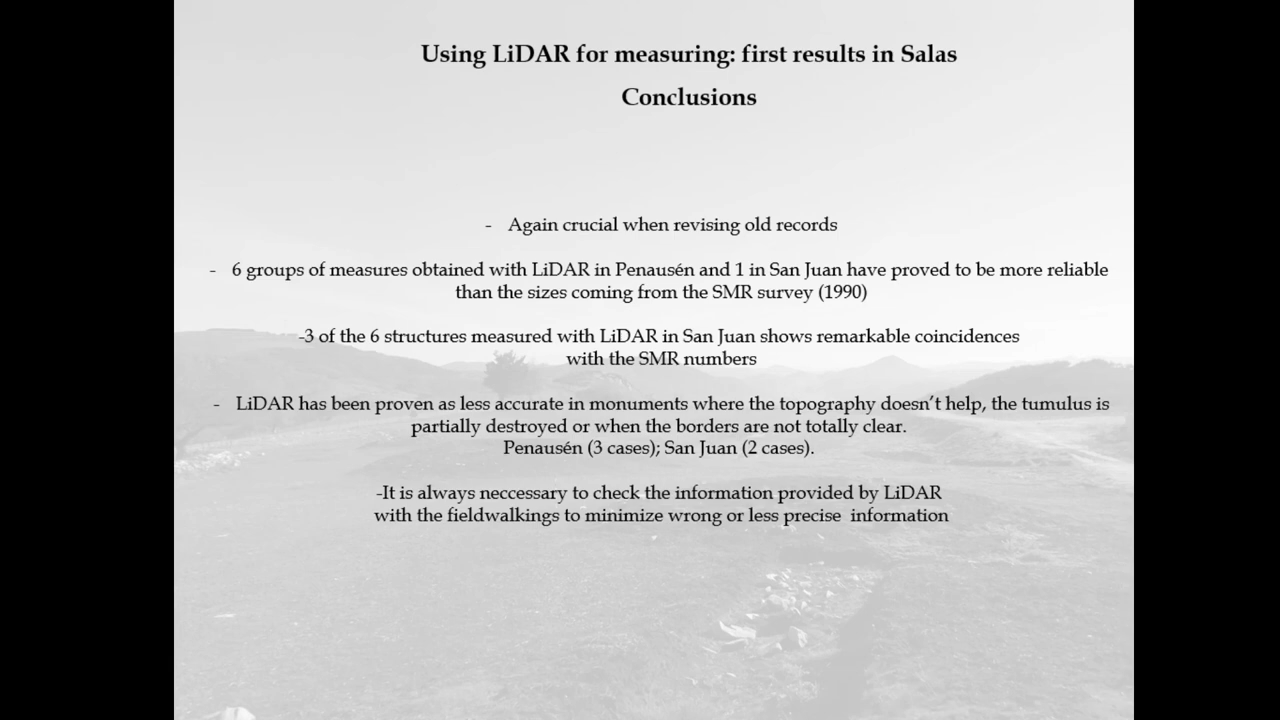 Using LiDAR for measuring: first results in Salas
Conclusions
- Again crucial when revising old records
- 6 groups of measures obtained with LiDAR in Penausén and 1 in San Juan have proved to be more reliable
than the sizes coming from the SMR survey (1990)
-3 of the 6 structures measured with LiDAR in San Juan shows remarkable coincidences
with the SMR numbers
- LiDAR has been proven as less accurate in monuments where the topography doesn’t help, the tumulus is
partially destroyed or when the borders are not totally clear.
Penausén (3 cases); San Juan (2 cases).
-It is always neccessary to check the information provided by LiDAR
with the fieldwalkings to minimize wrong or less precise information